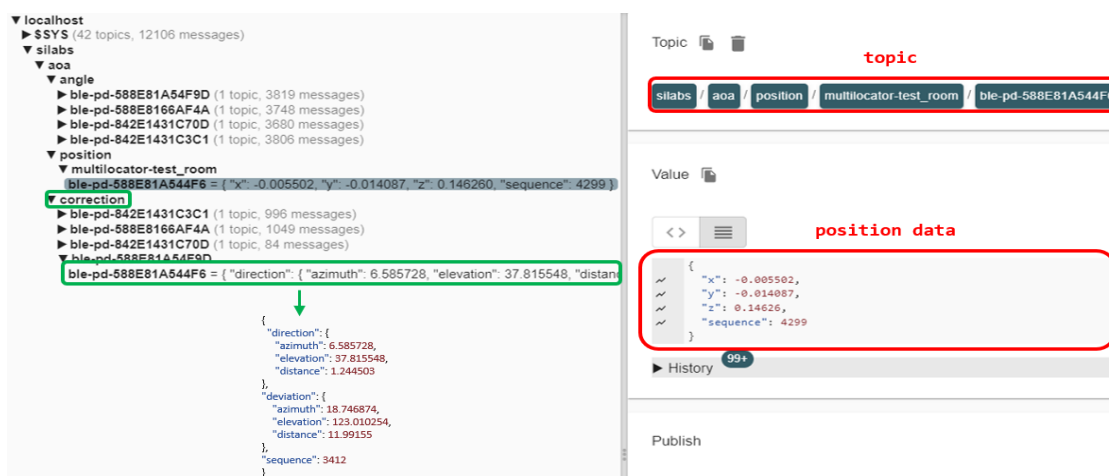 ▼ localhost
▶ $SYS (42 topics, 12106 messages)
▼ silabs
▼ aoa
▼ angle
▶ ble-pd-588E81A54F9D (1 topic, 3819 messages)
▶ ble-pd-588E8166AF4A (1 topic, 3748 messages)
▶ ble-pd-842E1431C70D (1 topic, 3680 messages)
▶ ble-pd-842E1431C3C1 (1 topic, 3806 messages)
▼ position
▼ multilocator-test_room
ble-pd-588E81A544F6 = { "x": -0.005502, "y": -0.014087, "z": 0.146260, "sequence": 4299 }
▼ correction
▶ ble-pd-842E1431C3C1 (1 topic, 996 messages)
▶ ble-pd-588E8166AF4A (1 topic, 1049 messages)
▶ ble-pd-842E1431C70D (1 topic, 84 messages)
▼ ble-pd-588E81A54F9D
ble-pd-588E81A544F6 = { "direction": { "azimuth": 6.585728, "elevation": 37.815548, "distan
{
"direction": {
"azimuth": 6.585728,
"elevation": 37.815548,
"distance": 1.244503
},
"deviation": {
"azimuth": 18.746874,
"elevation": 123.010254,
"distance": 11.99155
},
"sequence": 3412
}
Topic
topic
silabs / aoa / position / multilocator-test_room / ble-pd-588E81A544F6
Value
<>
position data
{
"x": -0.005502,
"y": -0.014087,
"z": 0.14626,
"sequence": 4299
}
▶ History 99+
Publish